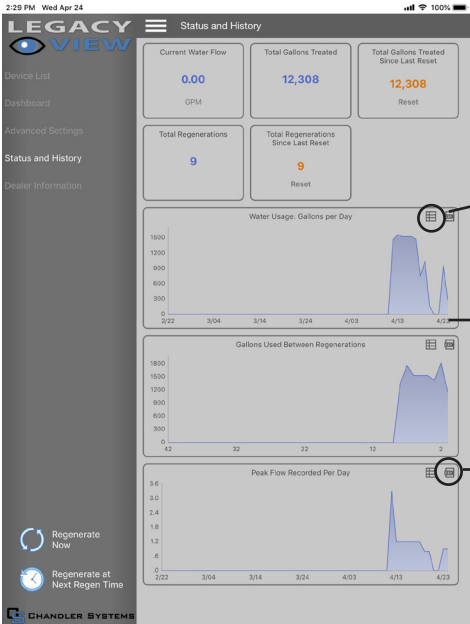 2:29 PM Wed Apr 24
100%
LEGACY
VIEW
Status and History
Device List
Dashboard
Advanced Settings
Status and History
Dealer Information
Current Water Flow
0.00
GPM
Total Gallons Treated
12,308
Total Gallons Treated
Since Last Reset
12,308
Reset
Total Regenerations
9
Total Regenerations
Since Last Reset
9
Reset
Water Usage: Gallons per Day
1500
1200
900
600
300
0
2/22 3/04 3/14 3/24 4/03 4/13 4/23
Gallons Used Between Regenerations
1800
1500
1200
900
600
300
0
42 32 22 12 2
Peak Flow Recorded Per Day
3.6
3.0
2.4
1.8
1.2
.6
.0
2/22 3/04 3/14 3/24 4/03 4/13 4/23
Regenerate
Now
Regenerate at
Next Regen Time
CHANDLER SYSTEMS